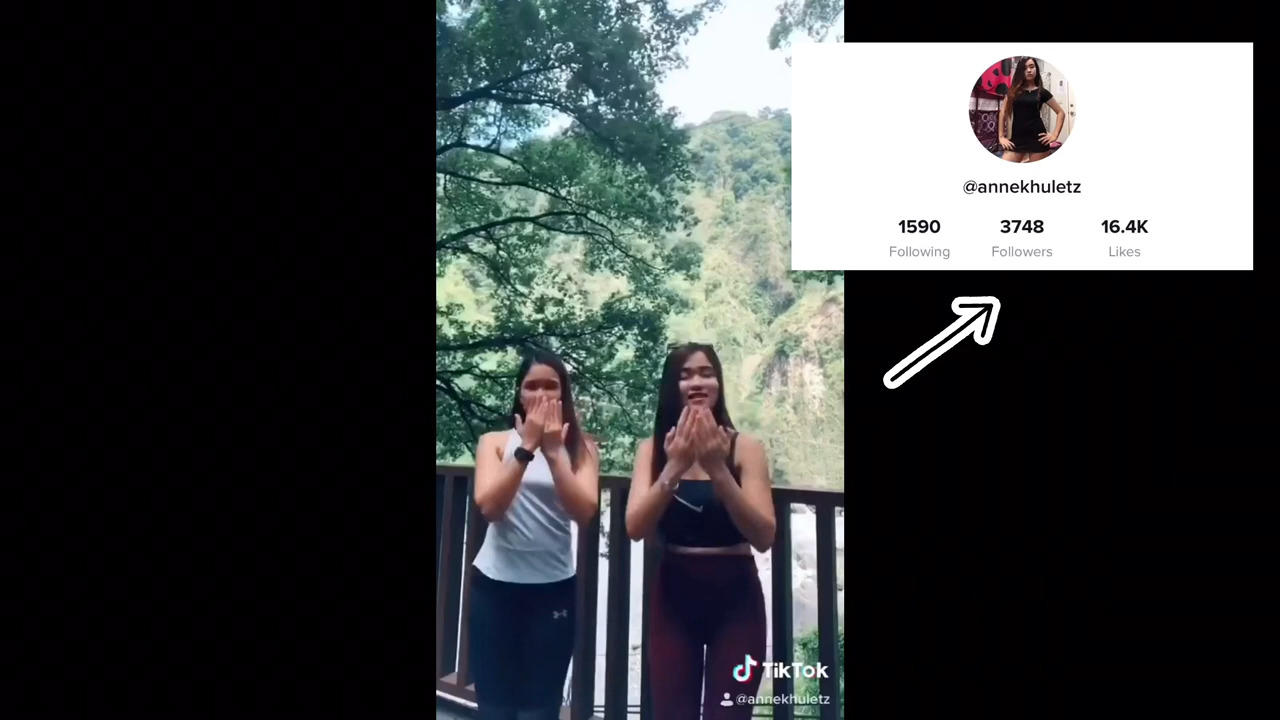 @annekhuletz
1590 3748 16.4K
Following Followers Likes
TikTok
@annekhuletz